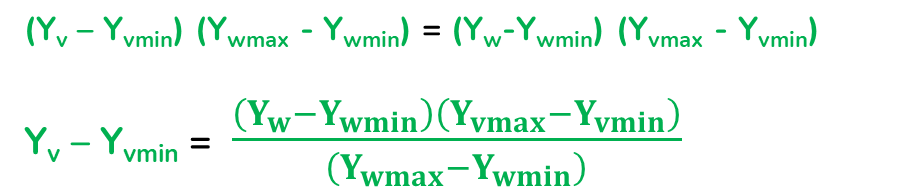 (Yv – Yvmin) (Ywmax - Ywmin) = (Yw-Ywmin) (Yvmax - Yvmin)
Yv – Yvmin = (Yw−Ywmin)(Yvmax−Yvmin)
(Ywmax−Ywmin)